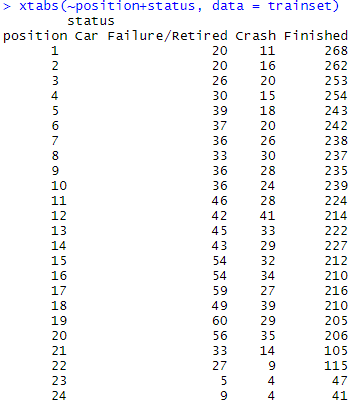 > xtabs(~position+status, data = trainset)
status
position Car Failure/Retired Crash Finished
1 20 11 268
2 20 16 262
3 26 20 253
4 30 15 254
5 39 18 243
6 37 20 242
7 36 26 238
8 33 30 237
9 36 28 235
10 36 24 239
11 46 28 224
12 42 41 214
13 45 33 222
14 43 29 227
15 54 32 212
16 54 34 210
17 59 27 216
18 49 39 210
19 60 29 205
20 56 35 206
21 33 14 105
22 27 9 115
23 5 4 47
24 9 4 41